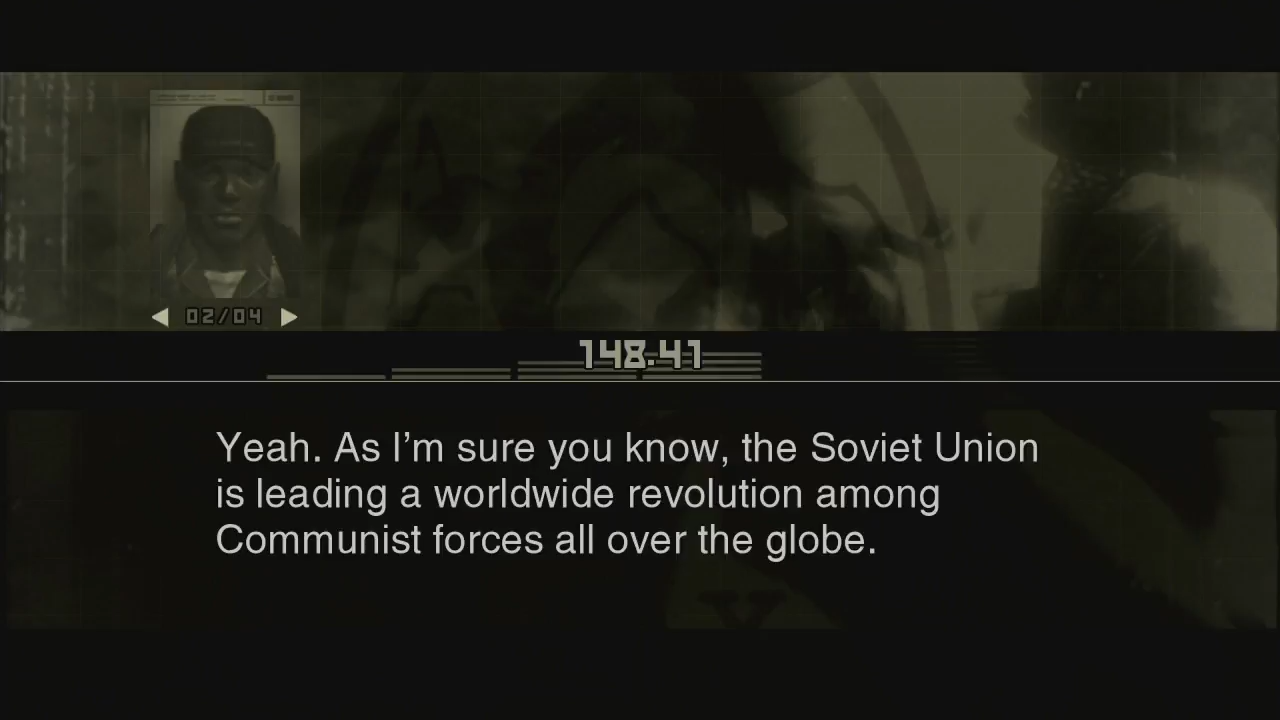 02/04
148.41
Yeah. As I’m sure you know, the Soviet Union
is leading a worldwide revolution among
Communist forces all over the globe.